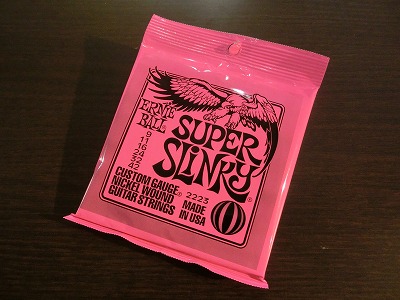 ERNIE
BALL
SUPER
SLINKY®
9
11
16
24
32
42
2223
CUSTOM GAUGE®
NICKEL WOUND
GUITAR STRINGS
MADE
IN USA